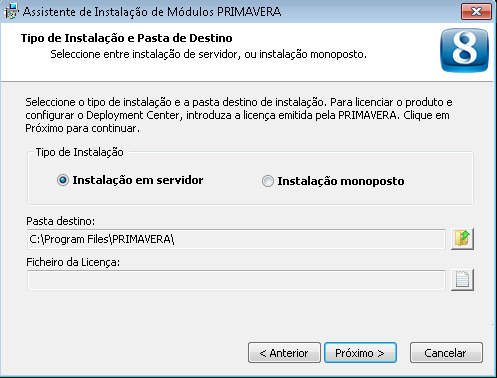 Assistente de Instalação de Módulos PRIMAVERA
Tipo de Instalação e Pasta de Destino
Seleccione entre instalação de servidor, ou instalação monoposto.
8
Seleccione o tipo de instalação e a pasta destino de instalação. Para licenciar o produto e
configurar o Deployment Center, introduza a licença emitida pela PRIMAVERA. Clique em
Próximo para continuar.
Tipo de Instalação
Instalação em servidor
Instalação monoposto
Pasta destino:
C:\Program Files\PRIMAVERA\
Ficheiro da Licença:
< Anterior
Próximo >
Cancelar